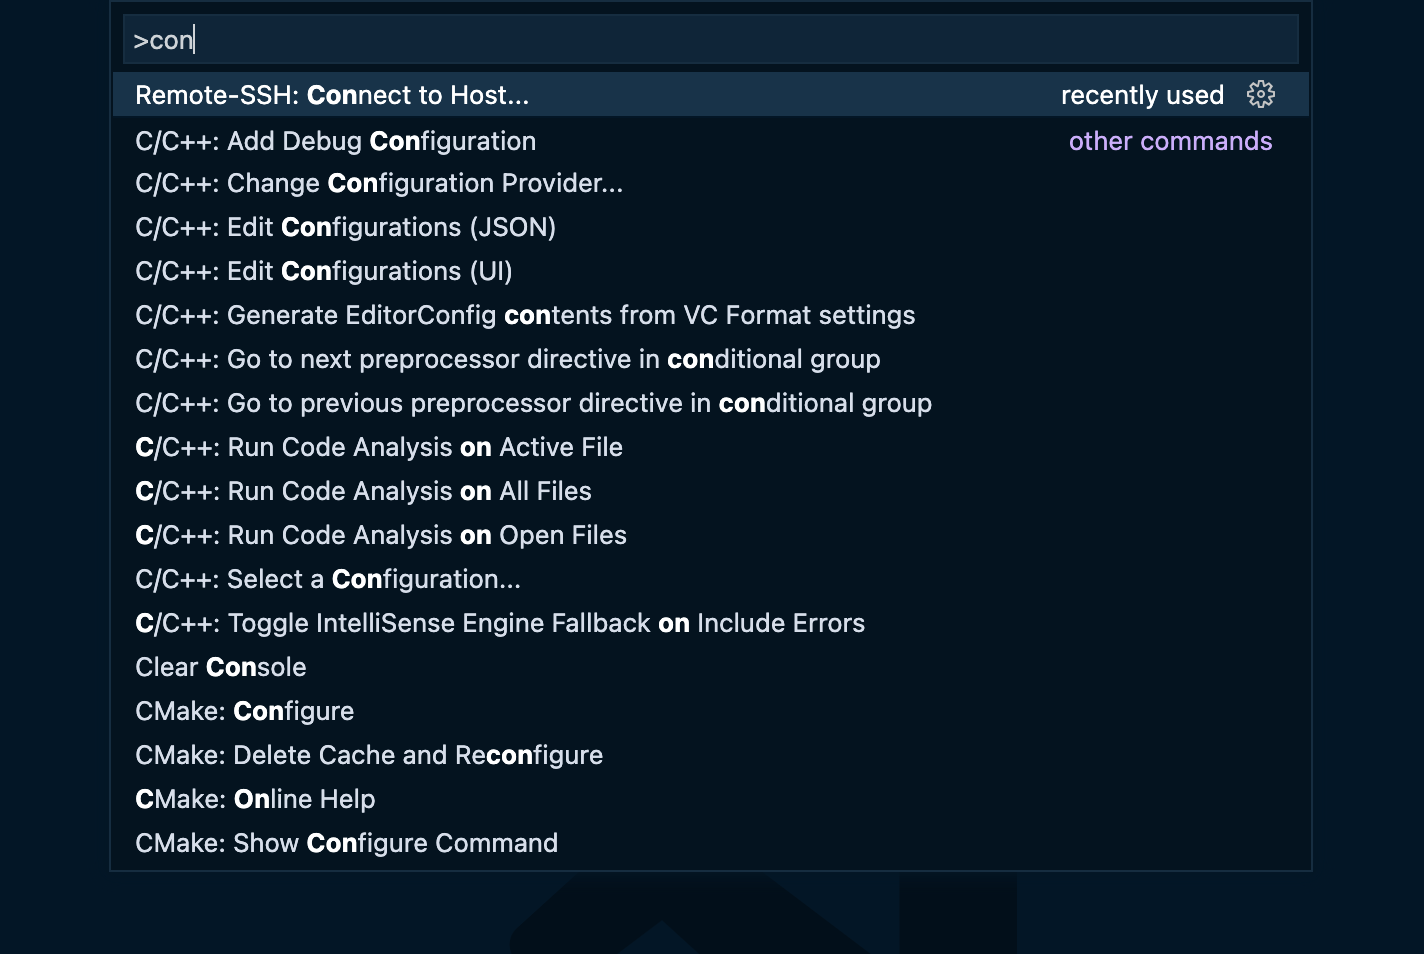 >con
Remote-SSH: Connect to Host... recently used
C/C++: Add Debug Configuration other commands
C/C++: Change Configuration Provider...
C/C++: Edit Configurations (JSON)
C/C++: Edit Configurations (UI)
C/C++: Generate EditorConfig contents from VC Format settings
C/C++: Go to next preprocessor directive in conditional group
C/C++: Go to previous preprocessor directive in conditional group
C/C++: Run Code Analysis on Active File
C/C++: Run Code Analysis on All Files
C/C++: Run Code Analysis on Open Files
C/C++: Select a Configuration...
C/C++: Toggle IntelliSense Engine Fallback on Include Errors
Clear Console
CMake: Configure
CMake: Delete Cache and Reconfigure
CMake: Online Help
CMake: Show Configure Command